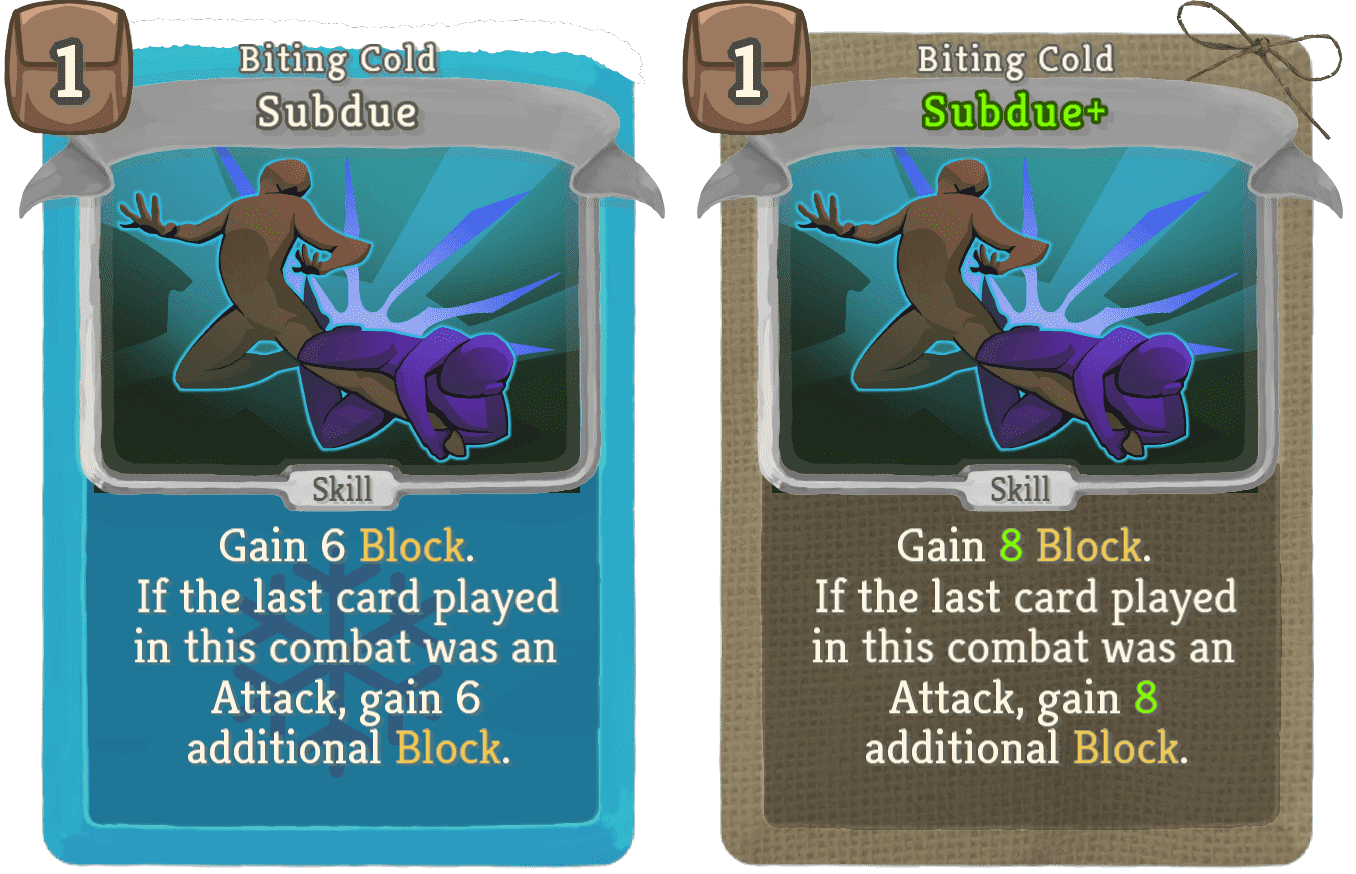 1
Biting Cold
Subdue
Skill
Gain 6 Block.
If the last card played
in this combat was an
Attack, gain 6
additional Block.
1
Biting Cold
Subdue+
Skill
Gain 8 Block.
If the last card played
in this combat was an
Attack, gain 8
additional Block.